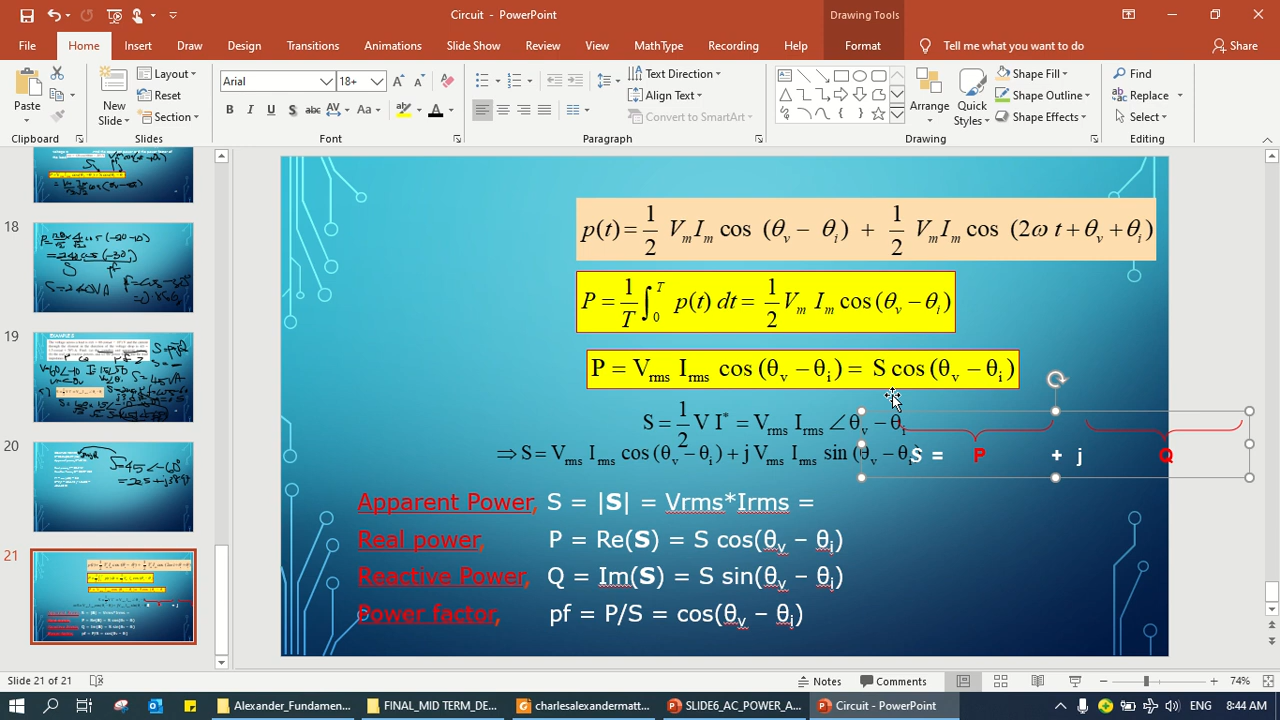 Circuit - PowerPoint
Drawing Tools
File Home Insert Draw Design Transitions Animations Slide Show Review View MathType Recording Help Format Tell me what you want to do Share
Paste
New Slide
Layout
Reset
Section
Arial 18+
B I U S abc AV Aa A
Text Direction
Align Text
Convert to SmartArt
Arrange
Quick Styles
Shape Fill
Shape Outline
Shape Effects
Find
Replace
Select
Clipboard Slides Font Paragraph Drawing Editing
18
19
20
21
p(t) = 1/2 VmIm cos (θv − θi) + 1/2 VmIm cos (2ω t + θv + θi)
P = 1/T ∫₀ᵀ p(t) dt = 1/2 Vm Im cos (θv − θi)
P = Vrms Irms cos (θv − θi) = S cos (θv − θi)
S = 1/2 V I* = Vrms Irms ∠θv − θi
⇒ S = Vrms Irms cos (θv − θi) + j Vrms Irms sin (θv − θi)
S = P + j Q
Apparent Power, S = |S| = Vrms*Irms =
Real power, P = Re(S) = S cos(θv − θi)
Reactive Power, Q = Im(S) = S sin(θv − θi)
Power factor, pf = P/S = cos(θv − θi)
Slide 21 of 21
Notes Comments 74%
Alexander_Fundamen... FINAL_MID TERM_DE... charlesalexandermatt... SLIDE6_AC_POWER_A... Circuit - PowerPoint ENG 8:44 AM